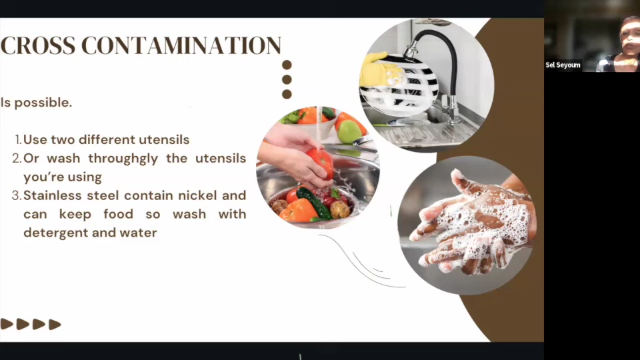 CROSS CONTAMINATION
Is possible.
1. Use two different utensils
2. Or wash throughgly the utensils
you're using
3. Stainless steel contain nickel and
can keep food so wash with
detergent and water
Sel Seyoum